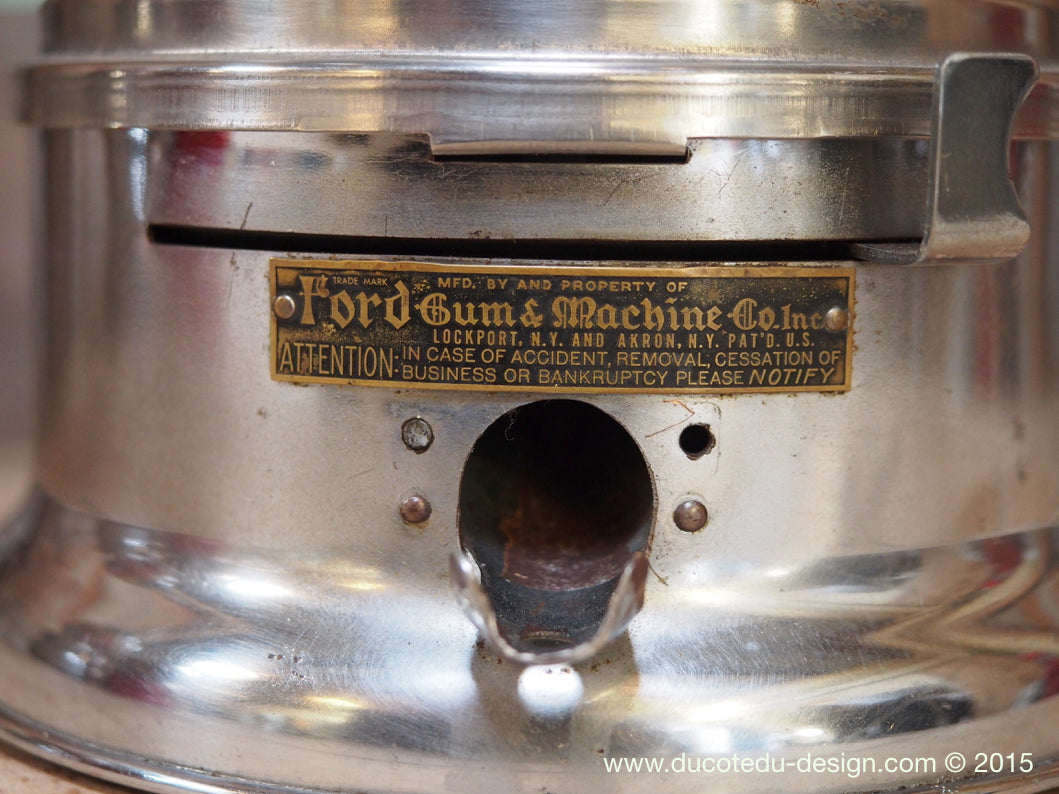 TRADE MARK
MFD. BY AND PROPERTY OF
Ford Gum & Machine Co. Inc.
LOCKPORT, N.Y. AND AKRON, N.Y. PAT'D. U.S.
ATTENTION: IN CASE OF ACCIDENT, REMOVAL, CESSATION OF
BUSINESS OR BANKRUPTCY PLEASE NOTIFY
www.ducotedu-design.com © 2015